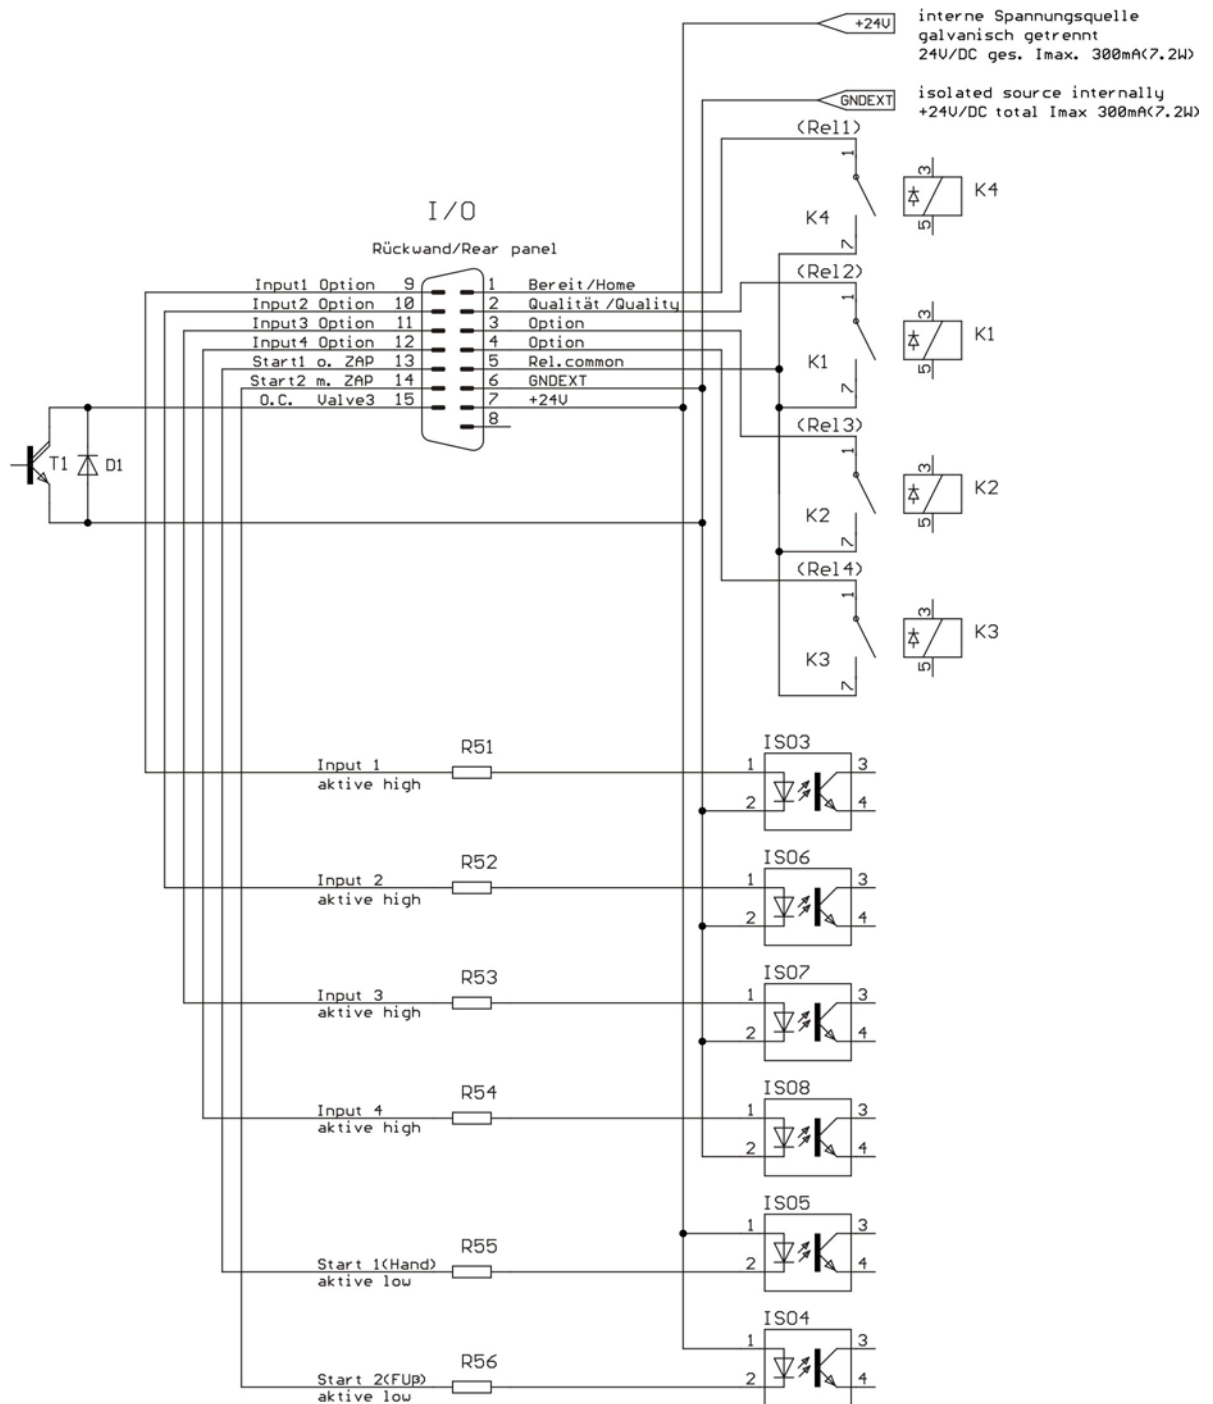 +24V
interne Spannungsquelle
galvanisch getrennt
24V/DC ges. Imax. 300mA(7.2W)
GNDEXT
isolated source internally
+24V/DC total Imax 300mA(7.2W)
(Rel1)
1
K4
7
3
5
K4
I/O
Rückwand/Rear panel
Input1 Option 9
Input2 Option 10
Input3 Option 11
Input4 Option 12
Start1 o. ZAP 13
Start2 m. ZAP 14
O.C. Valve3 15
1 Bereit/Home
2 Qualität/Quality
3 Option
4 Option
5 Rel.common
6 GNDEXT
7 +24V
8
(Rel2)
1
K1
7
3
5
K1
T1
D1
(Rel3)
1
K2
7
3
5
K2
(Rel4)
1
K3
7
3
5
K3
Input 1
aktive high
R51
ISO3
1
2
3
4
Input 2
aktive high
R52
ISO6
1
2
3
4
Input 3
aktive high
R53
ISO7
1
2
3
4
Input 4
aktive high
R54
ISO8
1
2
3
4
Start 1(Hand)
aktive low
R55
ISO5
1
2
3
4
Start 2(FUβ)
aktive low
R56
ISO4
1
2
3
4